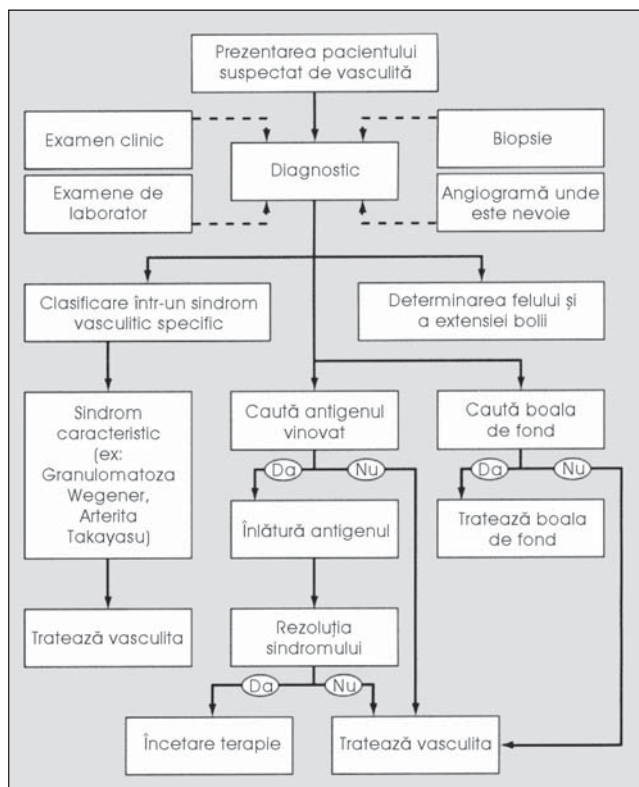 Prezentarea pacientului
suspectat de vasculită
Examen clinic
Biopsie
Diagnostic
Examene de
laborator
Angiogramă unde
este nevoie
Clasificare într-un sindrom
vasculitic specific
Determinarea felului și
a extensiei bolii
Sindrom
caracteristic
(ex:
Granulomatoza
Wegener,
Arterita
Takayasu)
Caută antigenul
vinovat
Caută boala
de fond
Da
Nu
Da
Nu
Înlătură antigenul
Tratează boala
de fond
Tratează vasculita
Rezoluția
sindromului
Da
Nu
Încetare terapie
Tratează vasculita